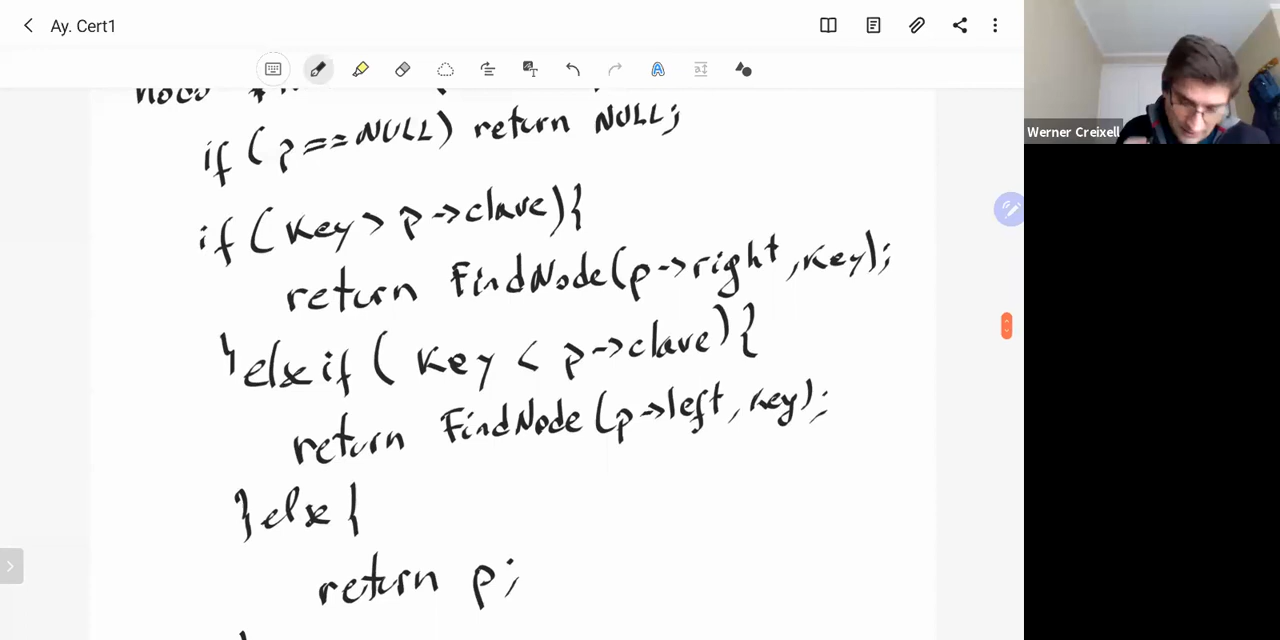 Ay. Cert1
if (p==NULL) return NULL;
if (Key > p->clave){
return FindNode(p->right, Key);
}else if ( Key < p->clave){
return FindNode(p->left, Key);
}else{
return p;
Werner Creixell